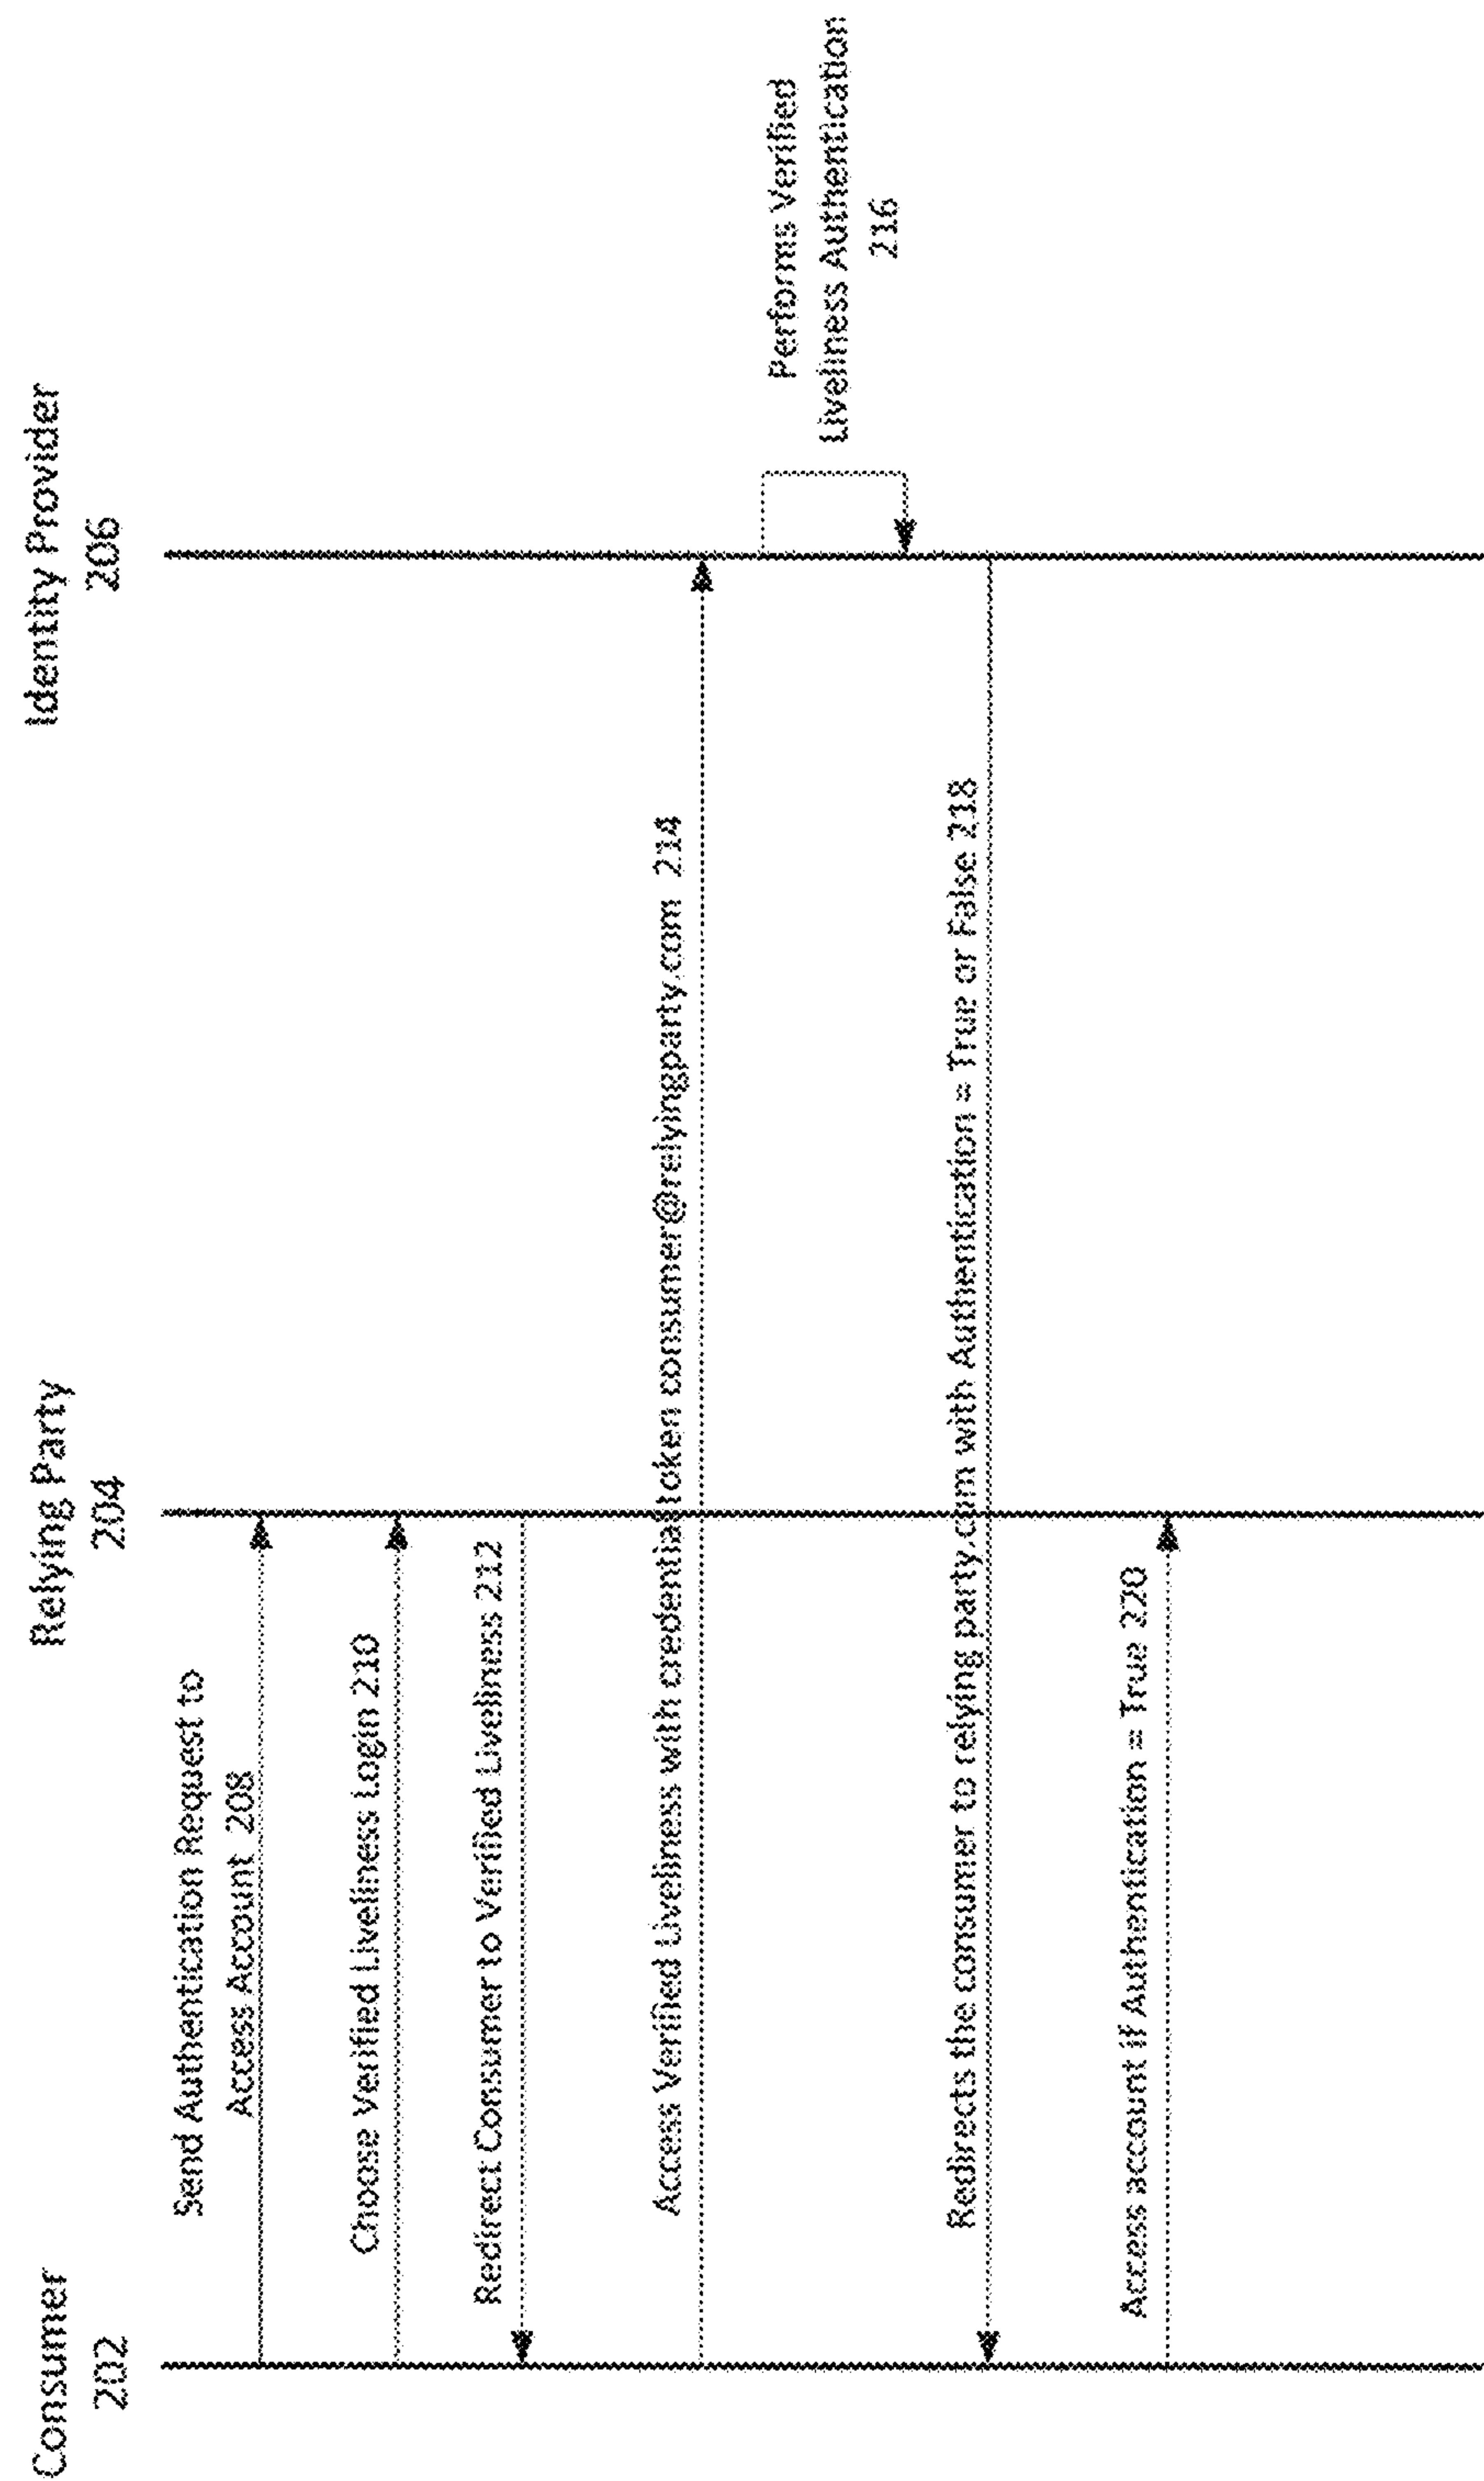 Consumer
202
Relying Party
204
Identity Provider
206
Send Authentication Request to
Access Account 208
Choose Verified Liveliness Login 210
Redirect Consumer to Verified Liveliness 212
Access Verified Liveliness with credential token consumer@relyingparty.com 214
Performs Verified
Liveliness Authentication
216
Redirects the consumer to relying party.com with Authentication = True or False 218
Access account if Authentication = True 220